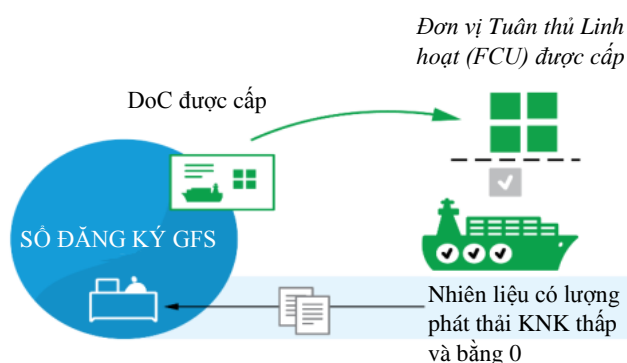 Đơn vị Tuân thủ Linh
hoạt (FCU) được cấp
DoC được cấp
SỔ ĐĂNG KÝ GFS
Nhiên liệu có lượng
phát thải KNK thấp
và bằng 0